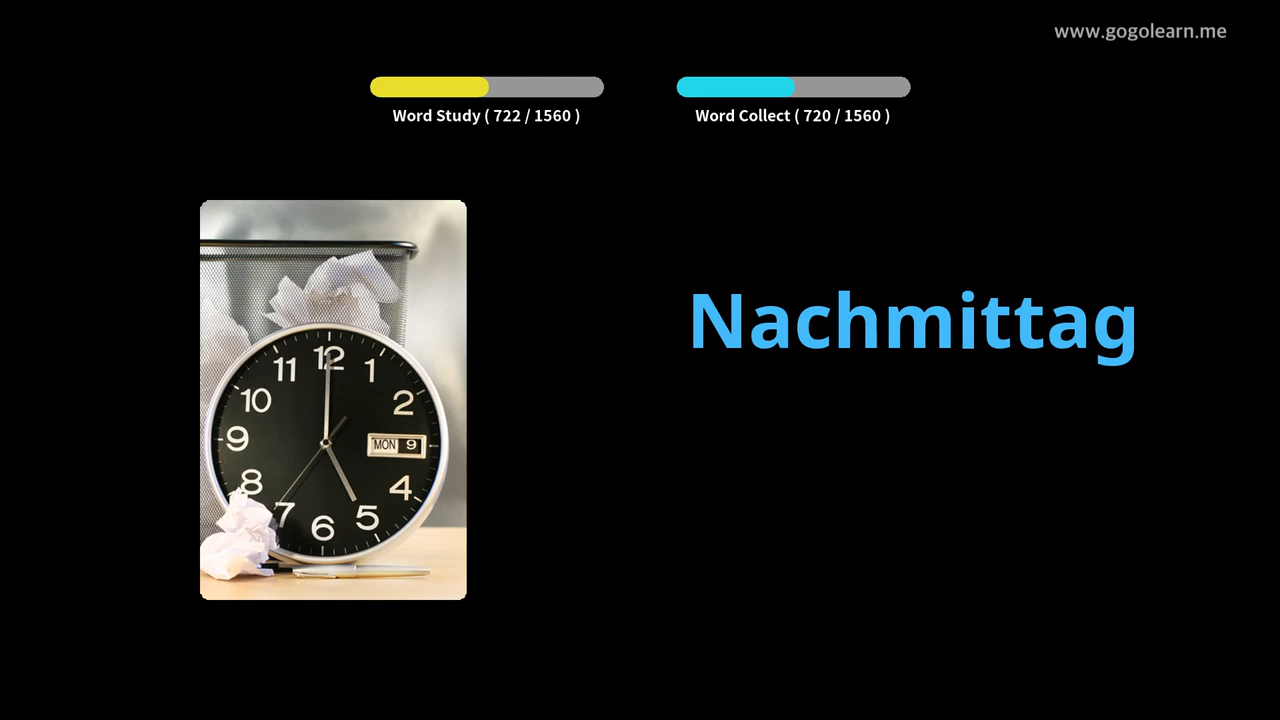 www.gogolearn.me
Word Study ( 722 / 1560 )
Word Collect ( 720 / 1560 )
Nachmittag
12
11
1
10
2
9
MON 9
8
4
7
5
6